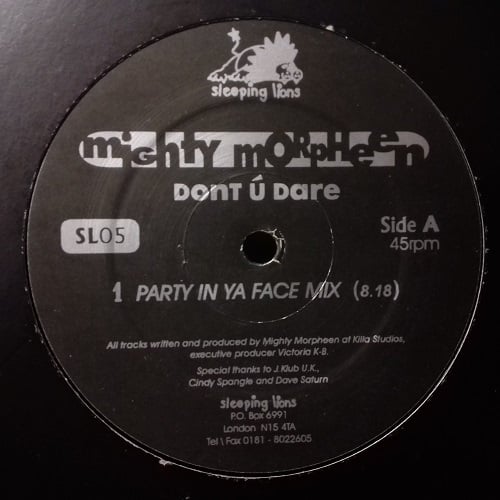 sleeping lions
mighty morpheen
Dont Ú Dare
SL05
Side A
45rpm
1 PARTY IN YA FACE MIX (8.18)
All tracks written and produced by Mighty Morpheen at Killa Studios,
executive producer Victoria K-B.
Special thanks to J. Klub U.K.,
Cindy Spangle and Dave Saturn
sleeping lions
P.O. Box 6991
London N15 4TA
Tel \ Fax 0181 - 8022605